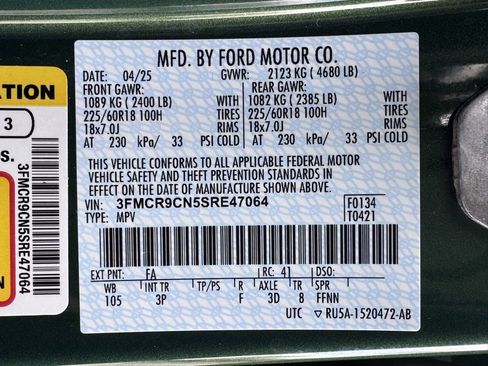 MFD. BY FORD MOTOR CO.
DATE: 04/25 GVWR: 2123 KG ( 4680 LB)
FRONT GAWR: REAR GAWR:
1089 KG ( 2400 LB) WITH 1082 KG ( 2385 LB) WITH
225/60R18 100H TIRES 225/60R18 100H TIRES
18x7.0J RIMS 18x7.0J RIMS
AT 230 kPa/ 33 PSI COLD AT 230 kPa/ 33 PSI COLD
THIS VEHICLE CONFORMS TO ALL APPLICABLE FEDERAL MOTOR
VEHICLE SAFETY AND THEFT PREVENTION STANDARDS IN
EFFECT ON THE DATE OF MANUFACTURE SHOWN ABOVE.
VIN: 3FMCR9CN5SRE47064 F0134
TYPE: MPV T0421
EXT PNT: FA RC: 41 DSO:
WB INT TR TP/PS R AXLE TR SPR
105 3P F 3D 8 FFNN
UTC ▽ RU5A-1520472-AB
ATION
3
S.
3FMCR9CN5SRE47064